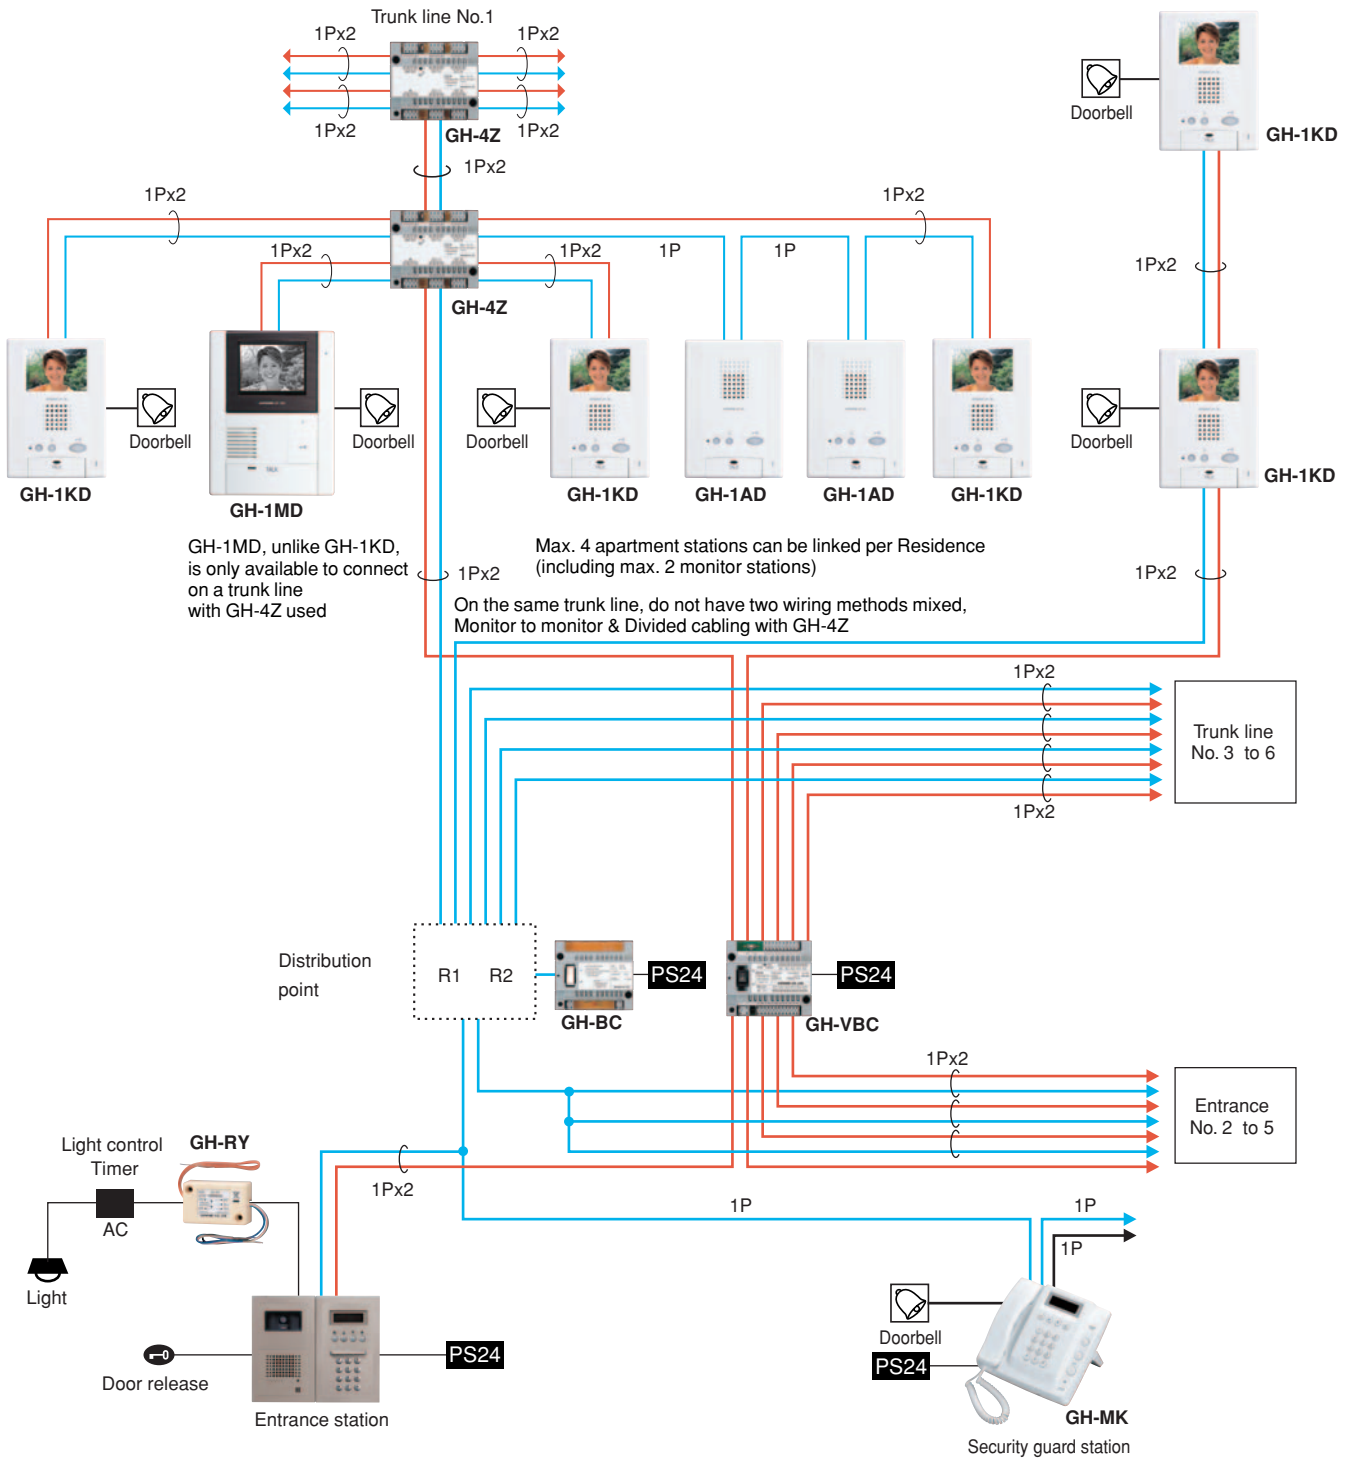 Trunk line No.1
1Px2
1Px2
1Px2
1Px2
GH-4Z
1Px2
Doorbell
GH-1KD
1Px2
1Px2
1Px2
1Px2
1P
1P
GH-4Z
1Px2
Doorbell
Doorbell
Doorbell
Doorbell
GH-1KD
TALK
GH-1MD
GH-1KD
GH-1AD
GH-1AD
GH-1KD
GH-1KD
GH-1MD, unlike GH-1KD,
is only available to connect
on a trunk line
with GH-4Z used
Max. 4 apartment stations can be linked per Residence
(including max. 2 monitor stations)
1Px2
1Px2
On the same trunk line, do not have two wiring methods mixed,
Monitor to monitor & Divided cabling with GH-4Z
1Px2
Trunk line
No. 3 to 6
1Px2
Distribution
point
R1
R2
PS24
PS24
GH-BC
GH-VBC
1Px2
Entrance
No. 2 to 5
Light control
Timer
GH-RY
1Px2
AC
1P
1P
1P
Light
Doorbell
PS24
PS24
Door release
Entrance station
GH-MK
Security guard station